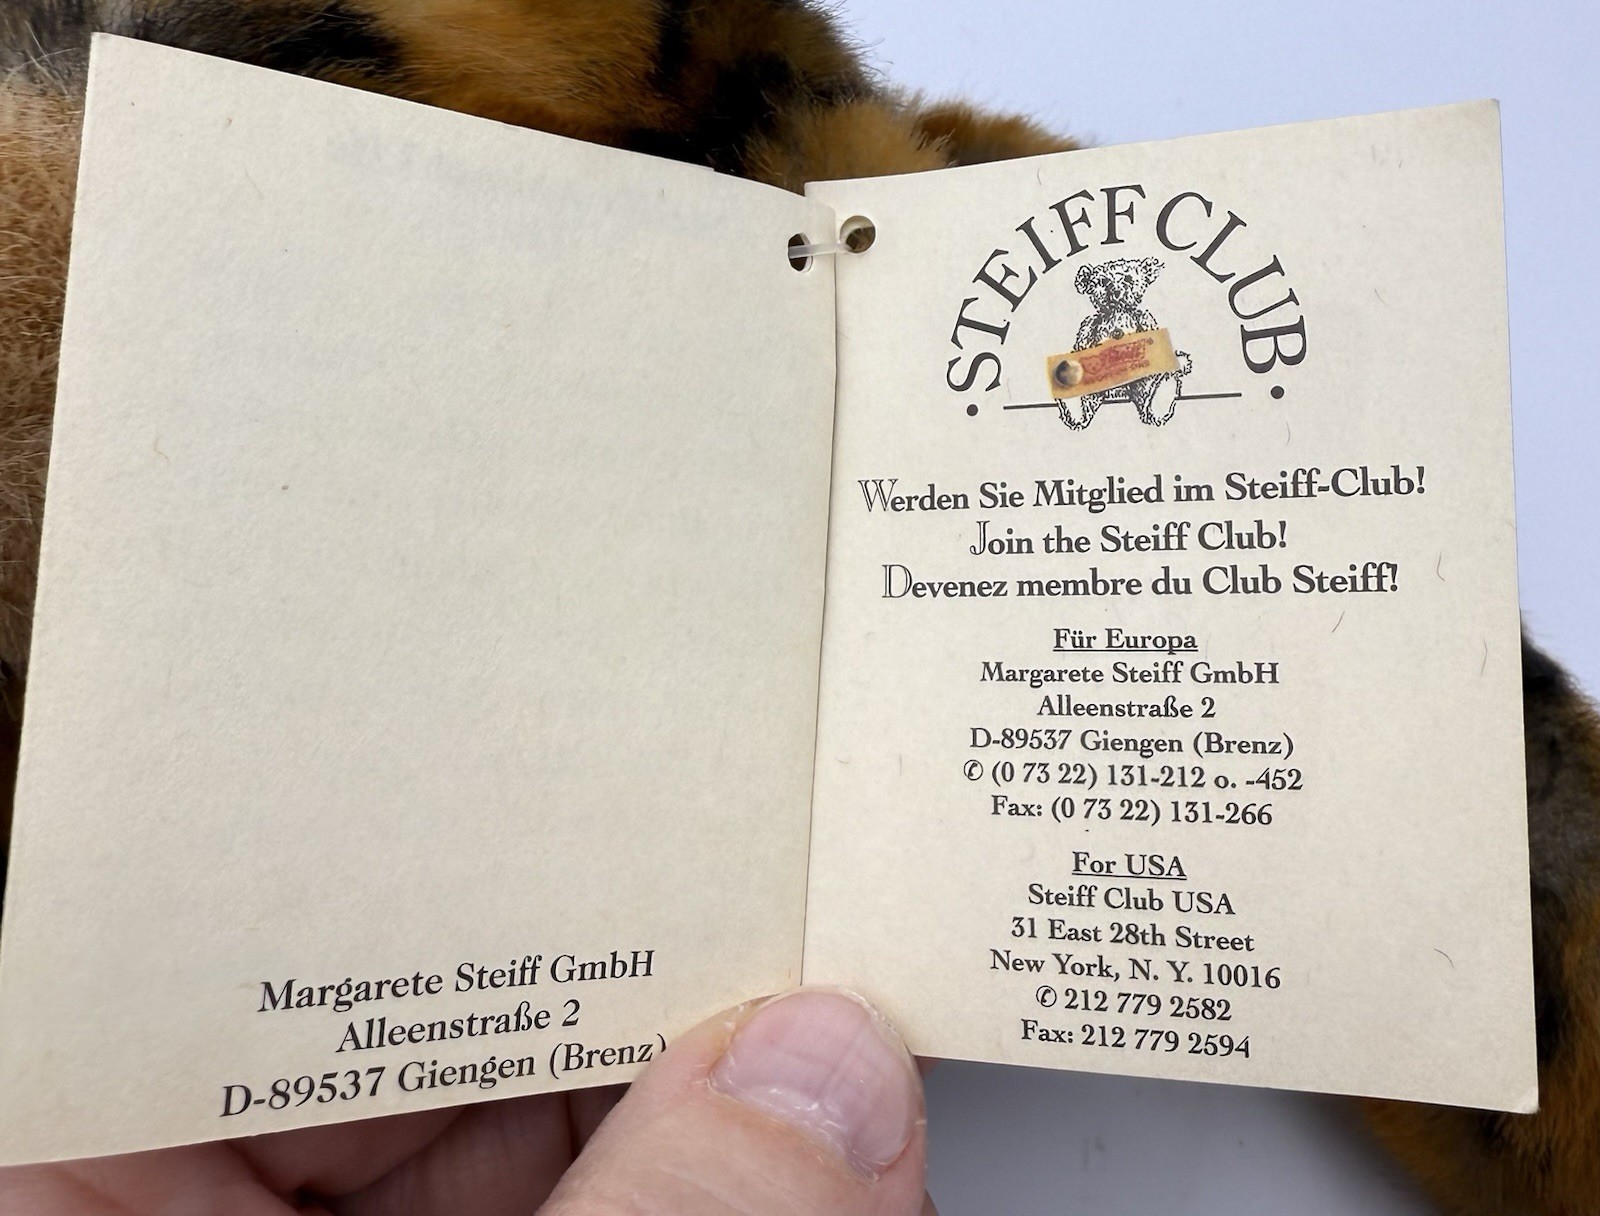 Margarete Steiff GmbH
Alleenstraße 2
D-89537 Giengen (Brenz)
· STEIFF CLUB ·
Steiff
Werden Sie Mitglied im Steiff-Club!
Join the Steiff Club!
Devenez membre du Club Steiff!
Für Europa
Margarete Steiff GmbH
Alleenstraße 2
D-89537 Giengen (Brenz)
✆ (0 73 22) 131-212 o. -452
Fax: (0 73 22) 131-266
For USA
Steiff Club USA
31 East 28th Street
New York, N. Y. 10016
✆ 212 779 2582
Fax: 212 779 2594